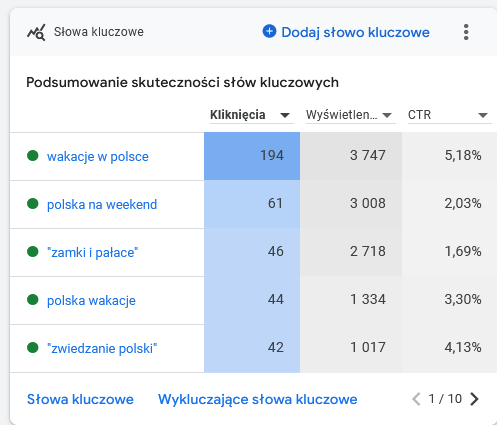 Słowa kluczowe Dodaj słowo kluczowe
Podsumowanie skuteczności słów kluczowych
Kliknięcia Wyświetlen... CTR
wakacje w polsce 194 3 747 5,18%
polska na weekend 61 3 008 2,03%
"zamki i pałace" 46 2 718 1,69%
polska wakacje 44 1 334 3,30%
"zwiedzanie polski" 42 1 017 4,13%
Słowa kluczowe Wykluczające słowa kluczowe 1 / 10